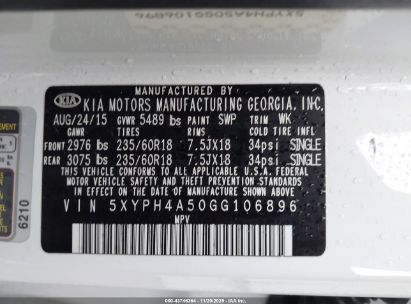 5XYPH4A50GG106896
MANUFACTURED BY
KIA KIA MOTORS MANUFACTURING GEORGIA, INC.
AUG/24/15 GVWR 5489 lbs PAINT SWP TRIM WK
GAWR TIRES RIMS COLD TIRE INFL
FRONT 2976 lbs 235/60R18 7.5JX18 34psi SINGLE
REAR 3075 lbs 235/60R18 7.5JX18 34psi SINGLE
THIS VEHICLE CONFORMS TO ALL APPLICABLE U.S.A. FEDERAL
MOTOR VEHICLE SAFETY AND THEFT PREVENTION STANDARDS IN
EFFECT ON THE DATE OF MANUFACTURE SHOWN ABOVE.
VIN 5XYPH4A50GG106896
MPV
6210